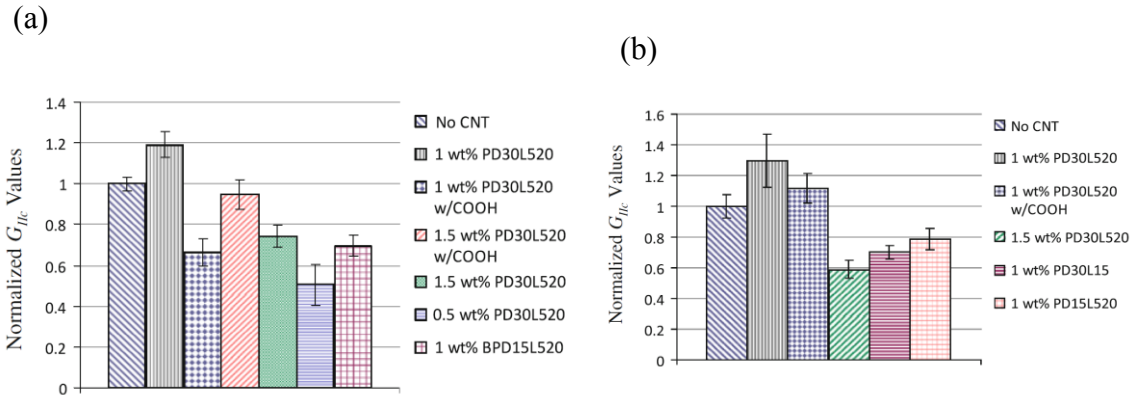 (a)
Normalized G_IIc Values
1.4
1.2
1
0.8
0.6
0.4
0.2
0
No CNT
1 wt% PD30L520
1 wt% PD30L520
w/COOH
1.5 wt% PD30L520
w/COOH
1.5 wt% PD30L520
0.5 wt% PD30L520
1 wt% BPD15L520
(b)
Normalized G_IIc Values
1.6
1.4
1.2
1
0.8
0.6
0.4
0.2
0
No CNT
1 wt% PD30L520
1 wt% PD30L520
w/COOH
1.5 wt% PD30L520
1 wt% PD30L15
1 wt% PD15L520